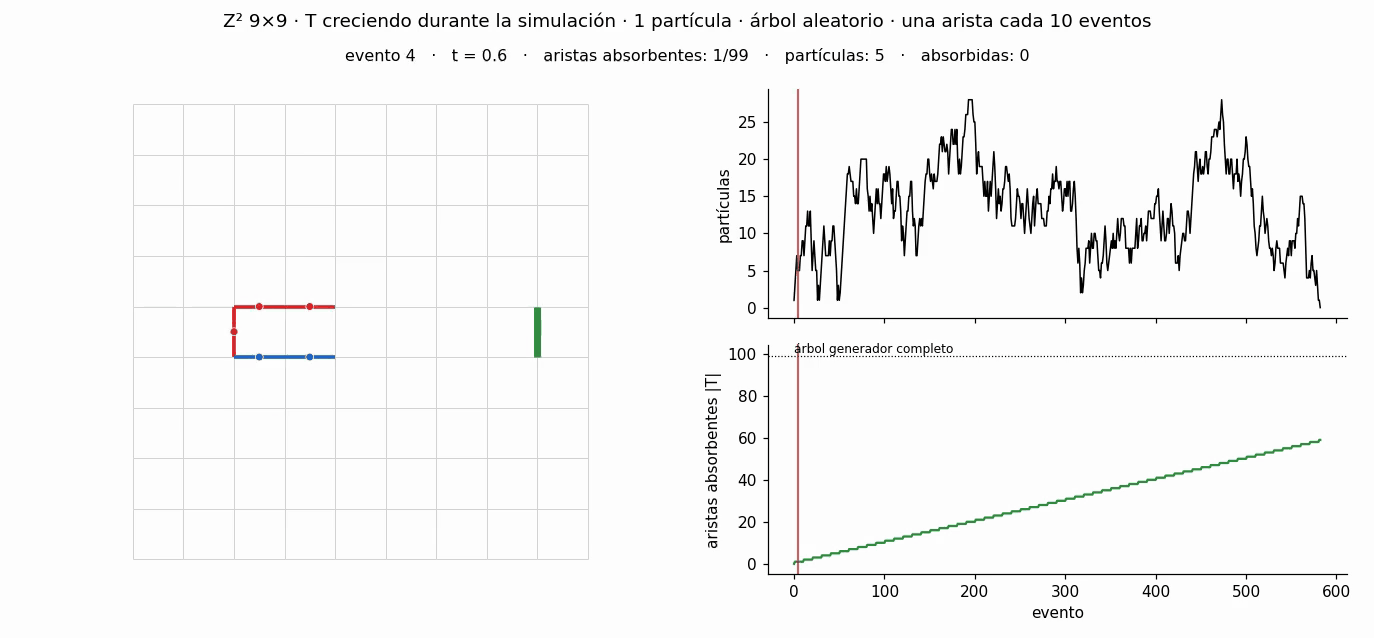 Z² 9×9 · T creciendo durante la simulación · 1 partícula · árbol aleatorio · una arista cada 10 eventos
evento 4 · t = 0.6 · aristas absorbentes: 1/99 · partículas: 5 · absorbidas: 0
partículas
25
20
15
10
5
0
aristas absorbentes |T|
árbol generador completo
100
80
60
40
20
0
0 100 200 300 400 500 600
evento